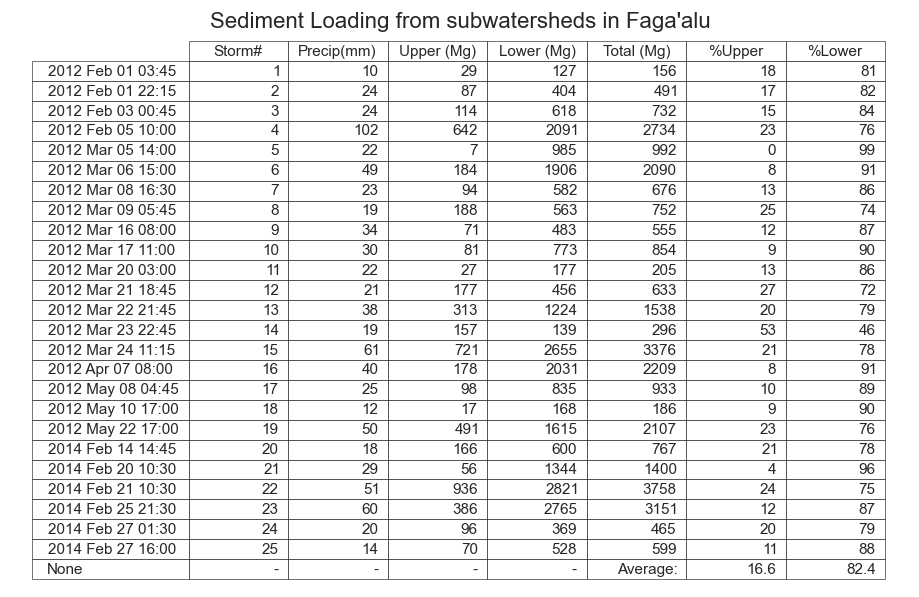 Sediment Loading from subwatersheds in Faga'alu
Storm# Precip(mm) Upper (Mg) Lower (Mg) Total (Mg) %Upper %Lower
2012 Feb 01 03:45 1 10 29 127 156 18 81
2012 Feb 01 22:15 2 24 87 404 491 17 82
2012 Feb 03 00:45 3 24 114 618 732 15 84
2012 Feb 05 10:00 4 102 642 2091 2734 23 76
2012 Mar 05 14:00 5 22 7 985 992 0 99
2012 Mar 06 15:00 6 49 184 1906 2090 8 91
2012 Mar 08 16:30 7 23 94 582 676 13 86
2012 Mar 09 05:45 8 19 188 563 752 25 74
2012 Mar 16 08:00 9 34 71 483 555 12 87
2012 Mar 17 11:00 10 30 81 773 854 9 90
2012 Mar 20 03:00 11 22 27 177 205 13 86
2012 Mar 21 18:45 12 21 177 456 633 27 72
2012 Mar 22 21:45 13 38 313 1224 1538 20 79
2012 Mar 23 22:45 14 19 157 139 296 53 46
2012 Mar 24 11:15 15 61 721 2655 3376 21 78
2012 Apr 07 08:00 16 40 178 2031 2209 8 91
2012 May 08 04:45 17 25 98 835 933 10 89
2012 May 10 17:00 18 12 17 168 186 9 90
2012 May 22 17:00 19 50 491 1615 2107 23 76
2014 Feb 14 14:45 20 18 166 600 767 21 78
2014 Feb 20 10:30 21 29 56 1344 1400 4 96
2014 Feb 21 10:30 22 51 936 2821 3758 24 75
2014 Feb 25 21:30 23 60 386 2765 3151 12 87
2014 Feb 27 01:30 24 20 96 369 465 20 79
2014 Feb 27 16:00 25 14 70 528 599 11 88
None - - - - Average: 16.6 82.4